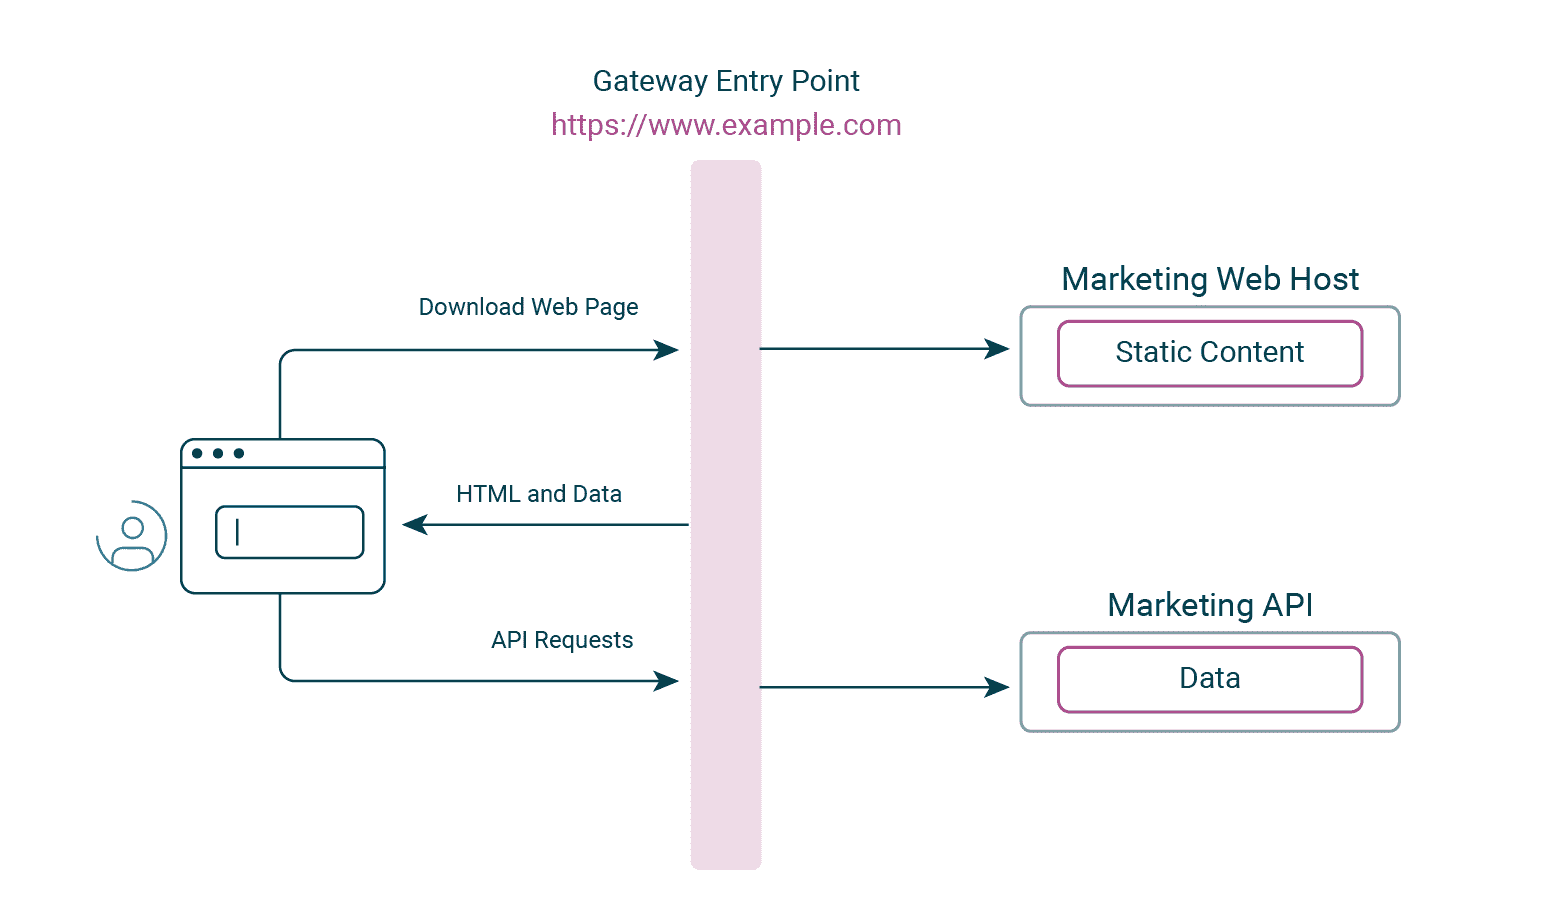 Gateway Entry Point
https://www.example.com
Marketing Web Host
Download Web Page
Static Content
HTML and Data
Marketing API
API Requests
Data